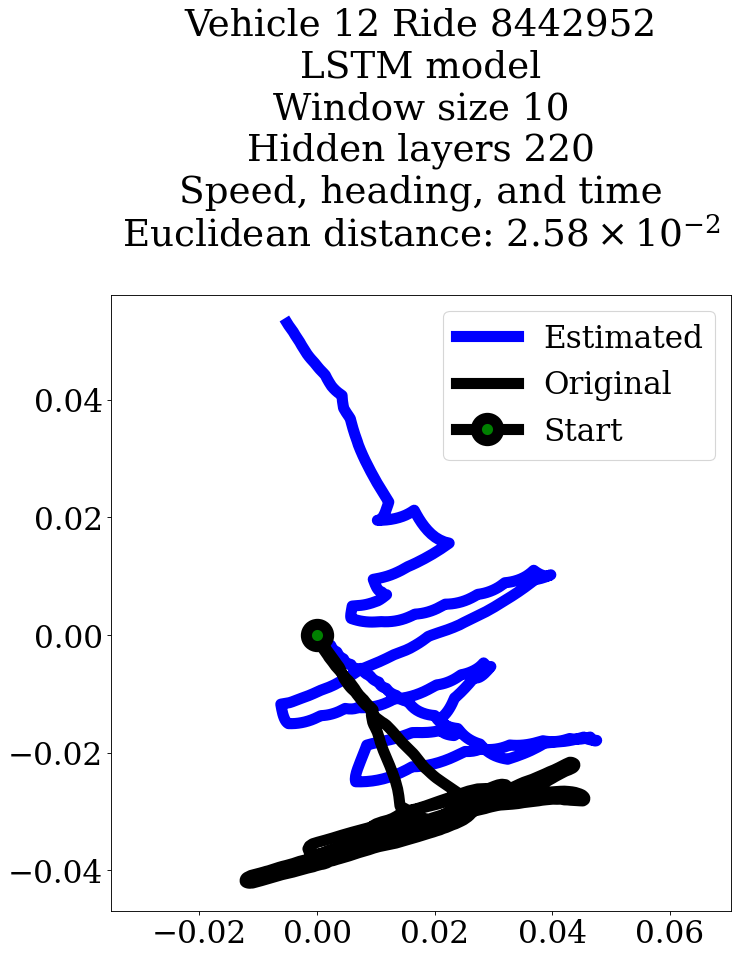 Vehicle 12 Ride 8442952
LSTM model
Window size 10
Hidden layers 220
Speed, heading, and time
Euclidean distance: 2.58 × 10⁻²
Estimated
Original
Start
0.04
0.02
0.00
−0.02
−0.04
−0.02 0.00 0.02 0.04 0.06